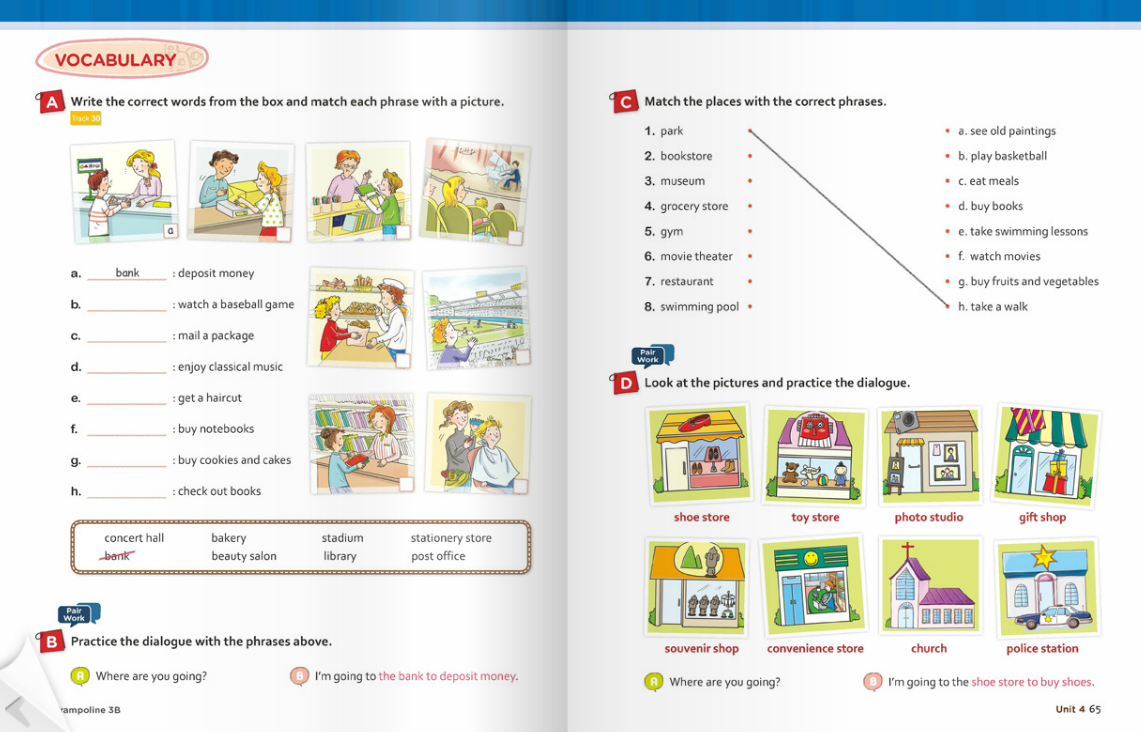 VOCABULARY
A Write the correct words from the box and match each phrase with a picture.
Track 30
a
a. bank : deposit money
b. : watch a baseball game
c. : mail a package
d. : enjoy classical music
e. : get a haircut
f. : buy notebooks
g. : buy cookies and cakes
h. : check out books
concert hall bakery stadium stationery store
bank beauty salon library post office
Pair
Work
B Practice the dialogue with the phrases above.
A Where are you going?
B I'm going to the bank to deposit money.
rampoline 3B
C Match the places with the correct phrases.
1. park a. see old paintings
2. bookstore b. play basketball
3. museum c. eat meals
4. grocery store d. buy books
5. gym e. take swimming lessons
6. movie theater f. watch movies
7. restaurant g. buy fruits and vegetables
8. swimming pool h. take a walk
Pair
Work
D Look at the pictures and practice the dialogue.
shoe store toy store photo studio gift shop
souvenir shop convenience store church police station
A Where are you going?
B I'm going to the shoe store to buy shoes.
Unit 4 65